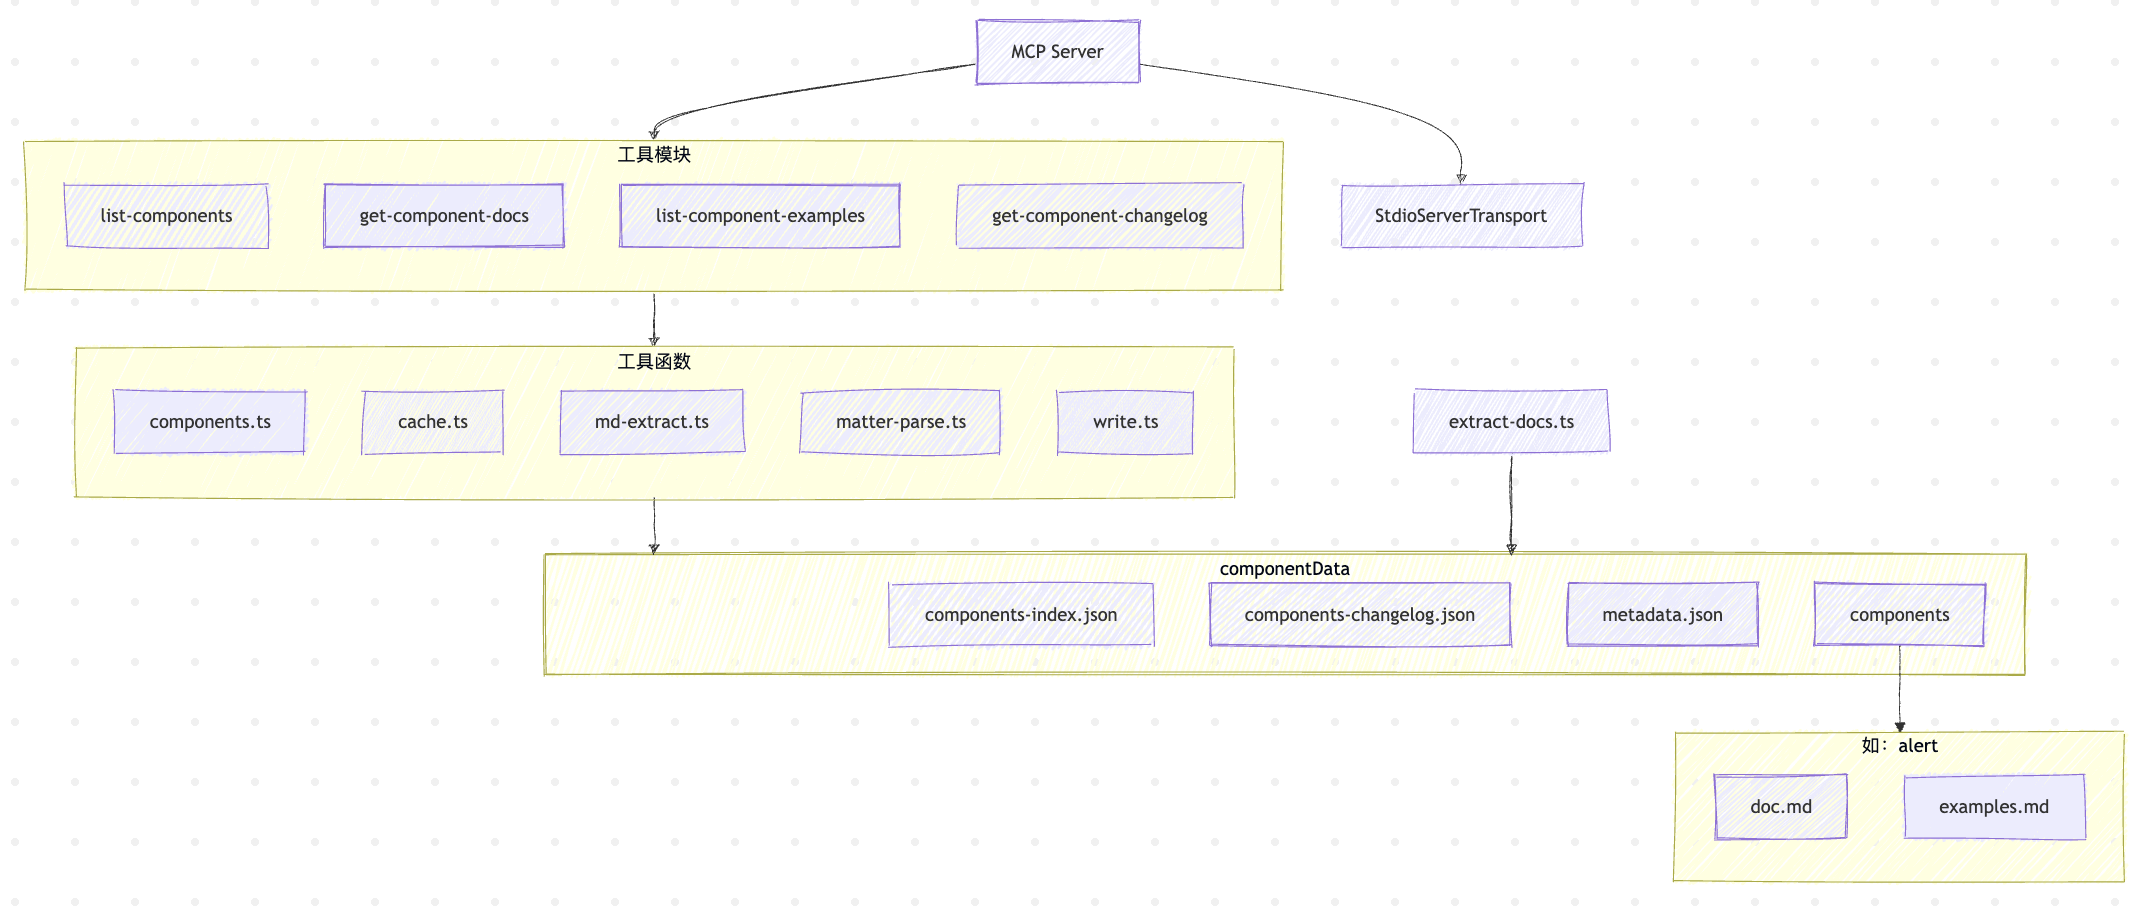 MCP Server
工具模块
list-components
get-component-docs
list-component-examples
get-component-changelog
StdioServerTransport
工具函数
components.ts
cache.ts
md-extract.ts
matter-parse.ts
write.ts
extract-docs.ts
componentData
components-index.json
components-changelog.json
metadata.json
components
如：alert
doc.md
examples.md